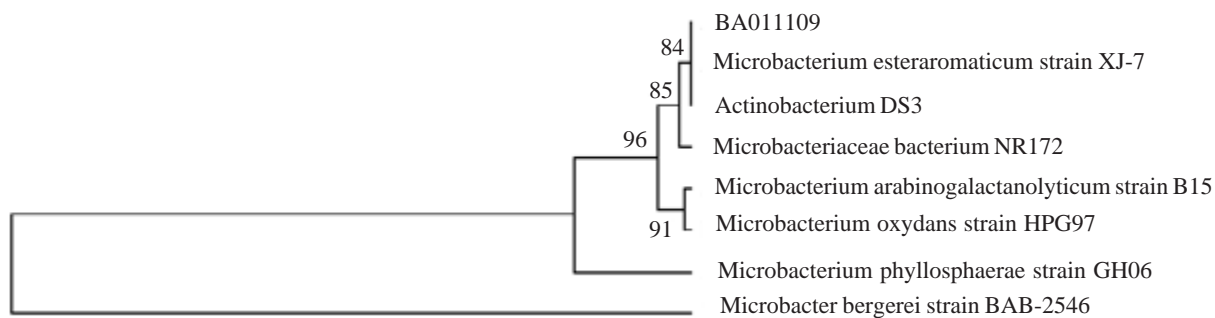 BA011109
84
Microbacterium esteraromaticum strain XJ-7
85
Actinobacterium DS3
96
Microbacteriaceae bacterium NR172
Microbacterium arabinogalactanolyticum strain B15
91
Microbacterium oxydans strain HPG97
Microbacterium phyllosphaerae strain GH06
Microbacter bergerei strain BAB-2546